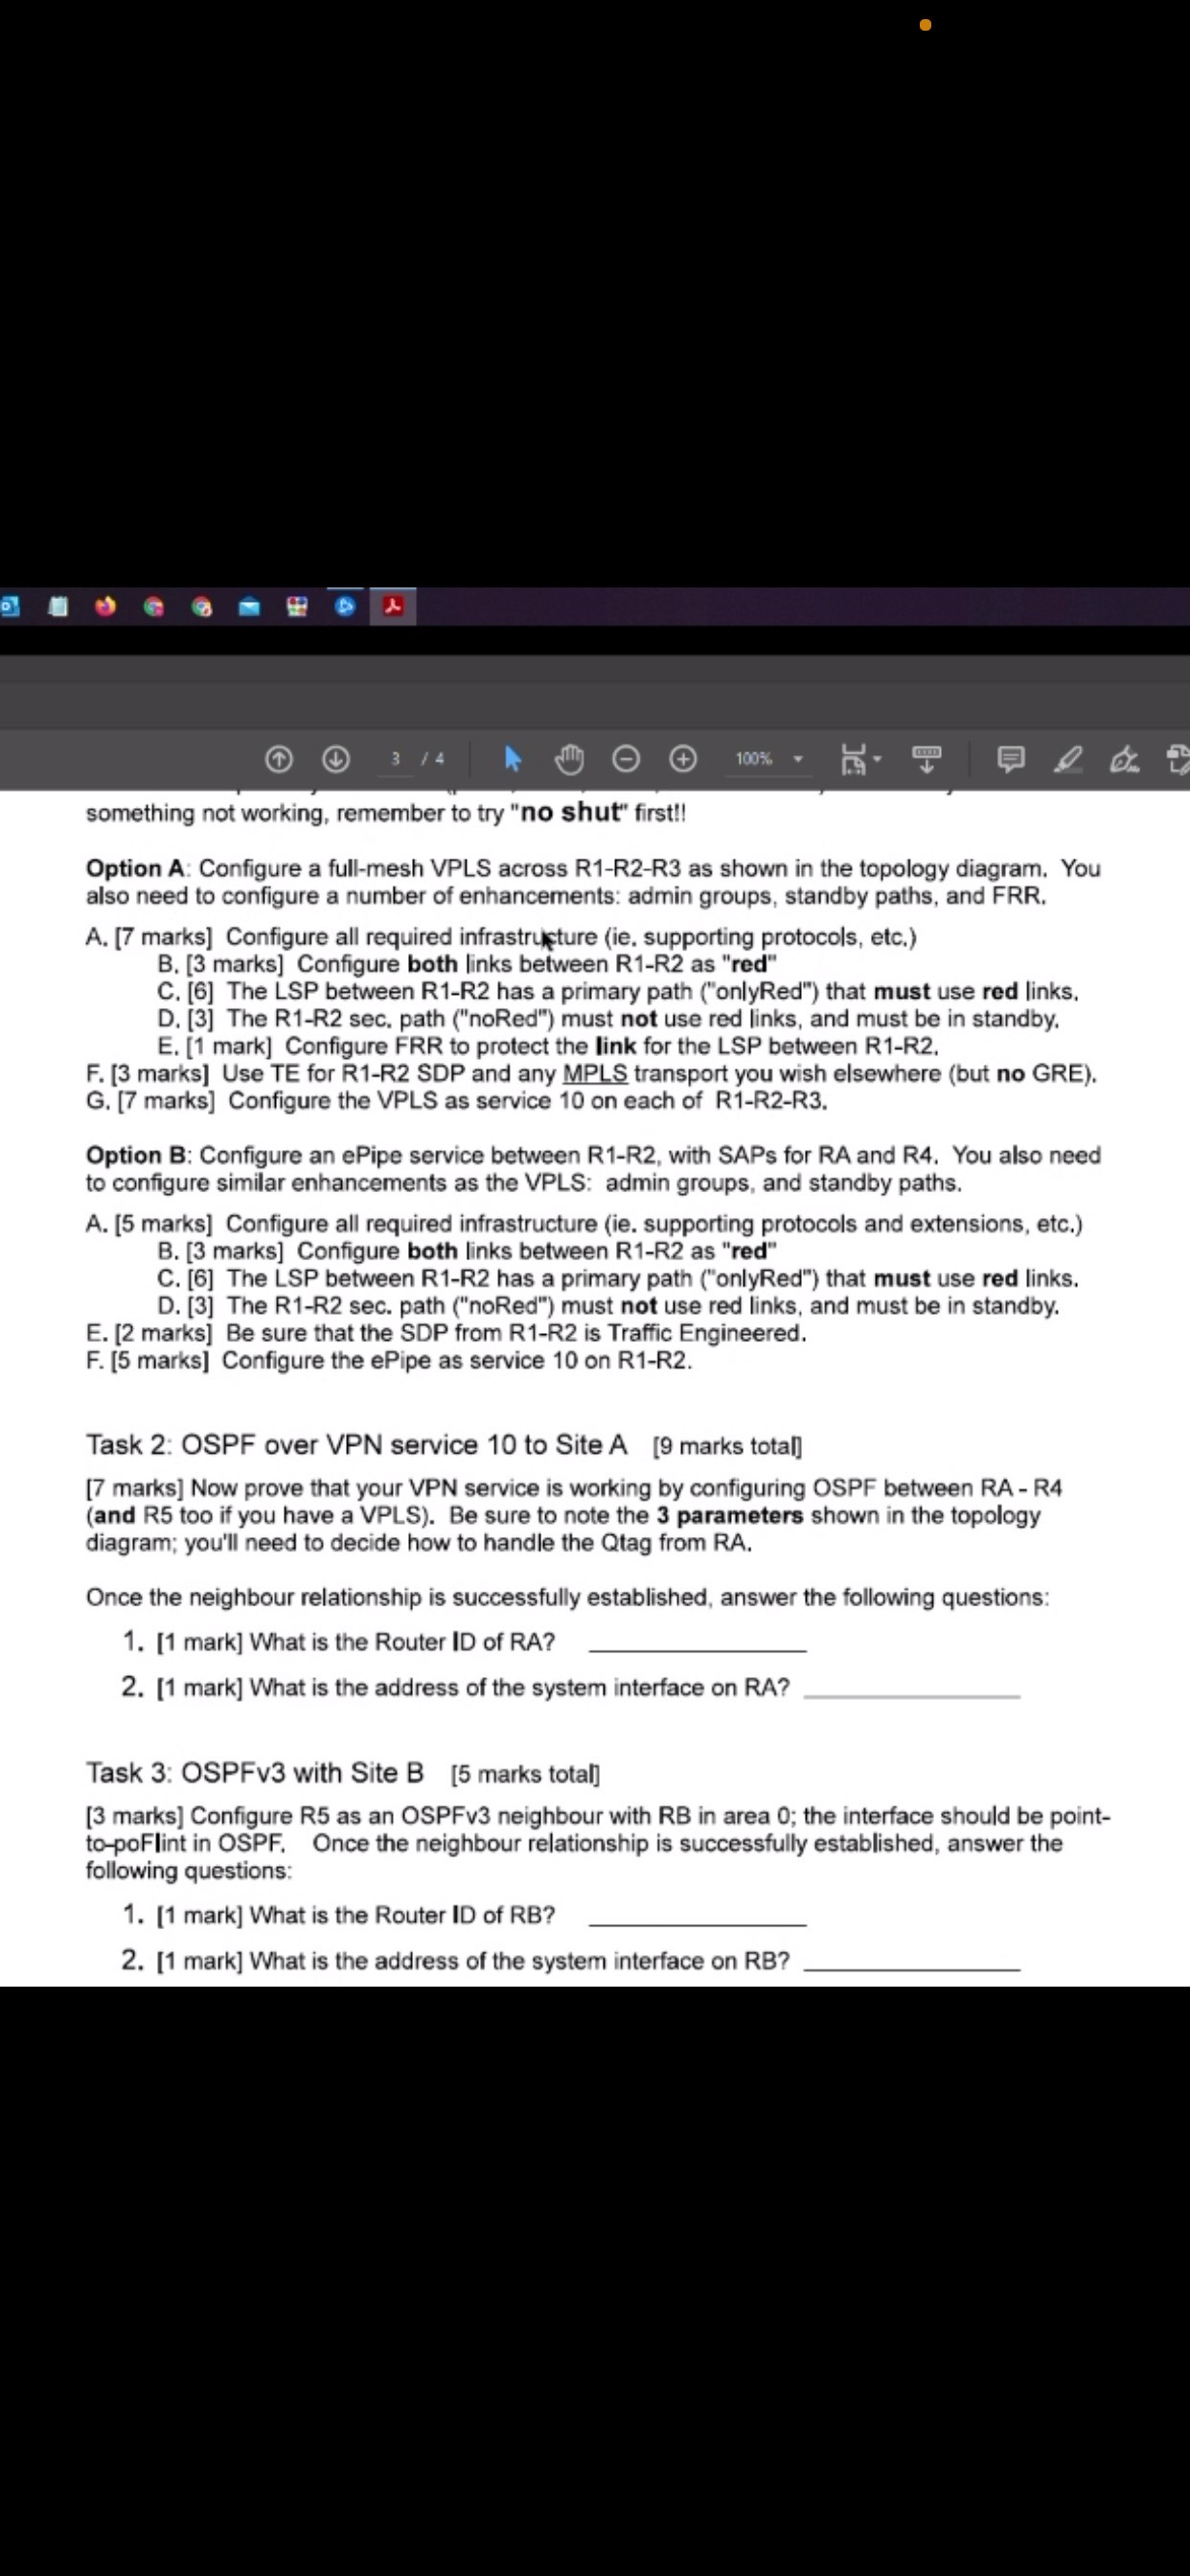 3 / 4 100%
something not working, remember to try "no shut" first!!
Option A: Configure a full-mesh VPLS across R1-R2-R3 as shown in the topology diagram. You
also need to configure a number of enhancements: admin groups, standby paths, and FRR.
A. [7 marks] Configure all required infrastructure (ie. supporting protocols, etc.)
B. [3 marks] Configure both links between R1-R2 as "red"
C. [6] The LSP between R1-R2 has a primary path ("onlyRed") that must use red links.
D. [3] The R1-R2 sec. path ("noRed") must not use red links, and must be in standby.
E. [1 mark] Configure FRR to protect the link for the LSP between R1-R2.
F. [3 marks] Use TE for R1-R2 SDP and any MPLS transport you wish elsewhere (but no GRE).
G. [7 marks] Configure the VPLS as service 10 on each of R1-R2-R3.
Option B: Configure an ePipe service between R1-R2, with SAPs for RA and R4. You also need
to configure similar enhancements as the VPLS: admin groups, and standby paths.
A. [5 marks] Configure all required infrastructure (ie. supporting protocols and extensions, etc.)
B. [3 marks] Configure both links between R1-R2 as "red"
C. [6] The LSP between R1-R2 has a primary path ("onlyRed") that must use red links.
D. [3] The R1-R2 sec. path ("noRed") must not use red links, and must be in standby.
E. [2 marks] Be sure that the SDP from R1-R2 is Traffic Engineered.
F. [5 marks] Configure the ePipe as service 10 on R1-R2.
Task 2: OSPF over VPN service 10 to Site A [9 marks total]
[7 marks] Now prove that your VPN service is working by configuring OSPF between RA - R4
(and R5 too if you have a VPLS). Be sure to note the 3 parameters shown in the topology
diagram; you'll need to decide how to handle the Qtag from RA.
Once the neighbour relationship is successfully established, answer the following questions:
1. [1 mark] What is the Router ID of RA?
2. [1 mark] What is the address of the system interface on RA?
Task 3: OSPFv3 with Site B [5 marks total]
[3 marks] Configure R5 as an OSPFv3 neighbour with RB in area 0; the interface should be point-
to-poFlint in OSPF. Once the neighbour relationship is successfully established, answer the
following questions:
1. [1 mark] What is the Router ID of RB?
2. [1 mark] What is the address of the system interface on RB?